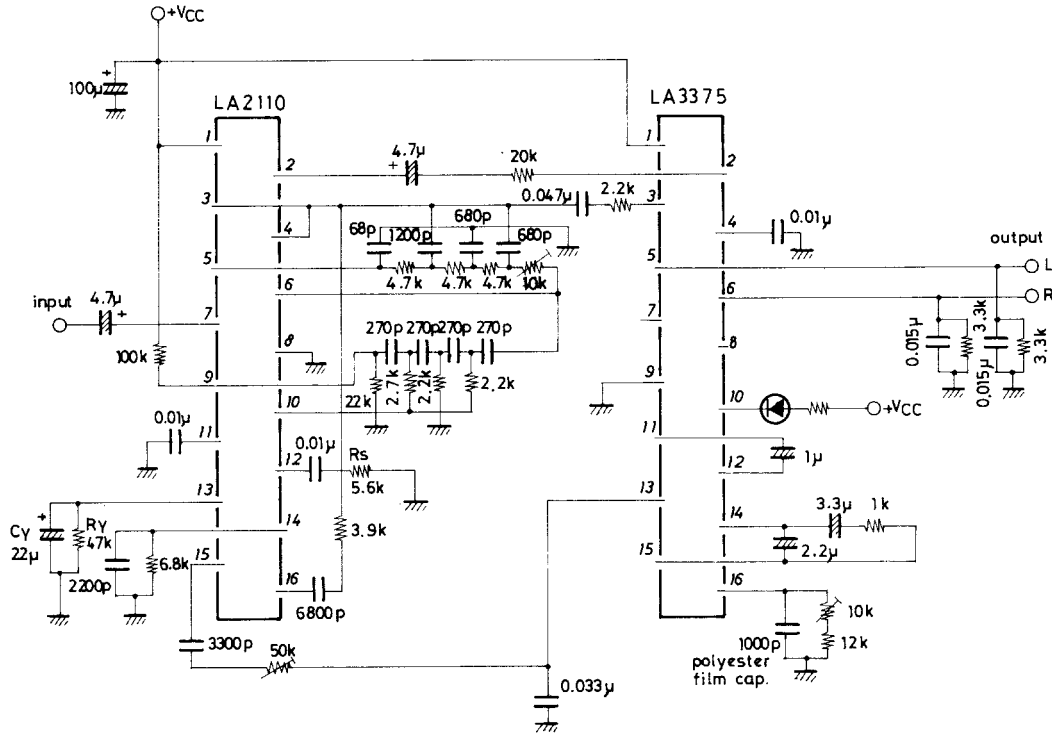 +VCC
100µ
+
LA2110
LA3375
1
2
3
4
5
6
7
8
9
10
11
12
13
14
15
16
+
4.7µ
20k
0.047µ
2.2k
68p
1200p
680p
680p
4.7k
4.7k
4.7k
10k
input
4.7µ
+
100k
270p
270p
270p
270p
22k
2.7k
2.2k
2.2k
0.01µ
0.01µ
Rs
5.6k
+
CY
22µ
RY
47k
2200p
6.8k
3.9k
6800p
3300p
50k
0.033µ
1
2
3
4
5
6
7
8
9
10
11
12
13
14
15
16
0.01µ
output
L
R
0.015µ
3.3k
0.015µ
3.3k
+VCC
1µ
3.3µ
1k
2.2µ
1000p
10k
12k
polyester
film cap.